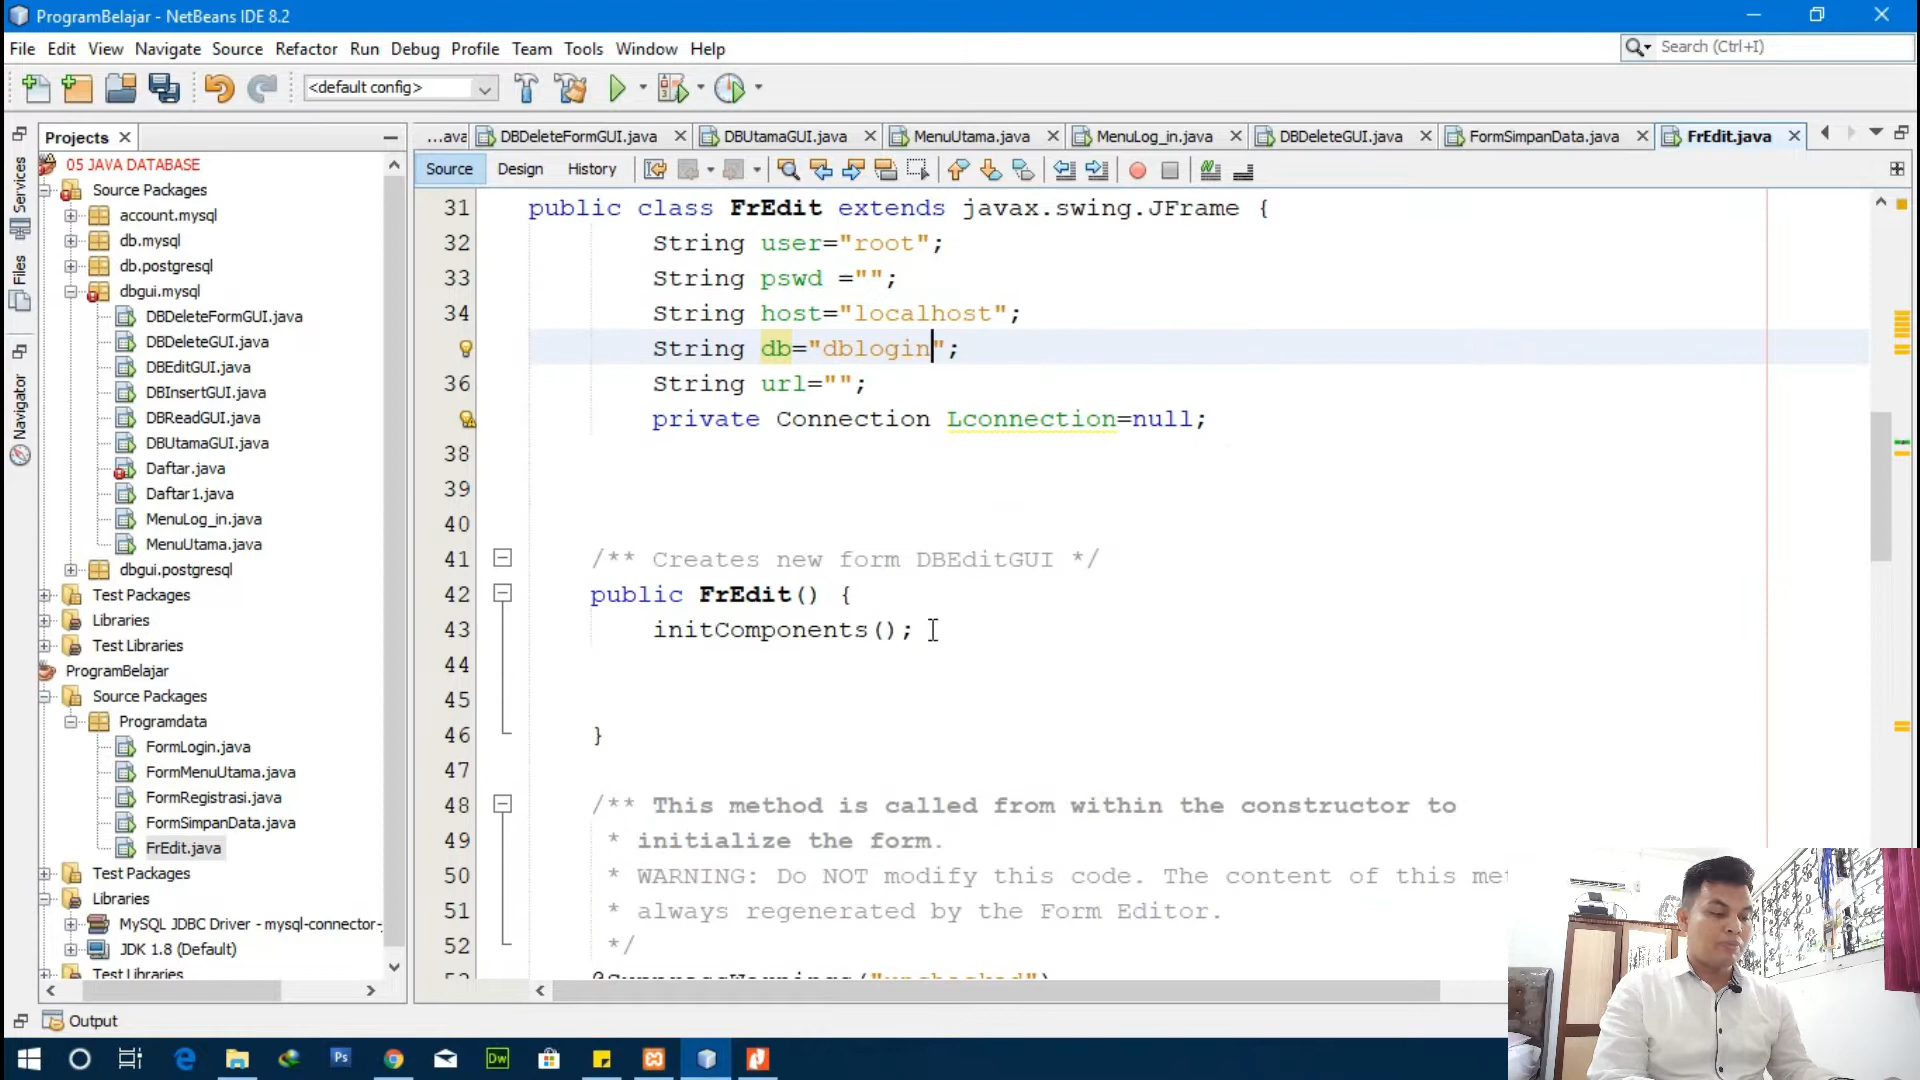 ProgramBelajar - NetBeans IDE 8.2
File Edit View Navigate Source Refactor Run Debug Profile Team Tools Window Help
Search (Ctrl+I)
<default config>
Projects
...ava DBDeleteFormGUI.java DBUtamaGUI.java MenuUtama.java MenuLog_in.java DBDeleteGUI.java FormSimpanData.java FrEdit.java
Source Design History
Services
Files
Navigator
05 JAVA DATABASE
Source Packages
account.mysql
db.mysql
db.postgresql
dbgui.mysql
DBDeleteFormGUI.java
DBDeleteGUI.java
DBEditGUI.java
DBInsertGUI.java
DBReadGUI.java
DBUtamaGUI.java
Daftar.java
Daftar1.java
MenuLog_in.java
MenuUtama.java
dbgui.postgresql
Test Packages
Libraries
Test Libraries
ProgramBelajar
Source Packages
Programdata
FormLogin.java
FormMenuUtama.java
FormRegistrasi.java
FormSimpanData.java
FrEdit.java
Test Packages
Libraries
MySQL JDBC Driver - mysql-connector-
JDK 1.8 (Default)
Test Libraries
31 public class FrEdit extends javax.swing.JFrame {
32 String user="root";
33 String pswd ="";
34 String host="localhost";
String db="dblogin";
36 String url="";
private Connection Lconnection=null;
38
39
40
41 /** Creates new form DBEditGUI */
42 public FrEdit() {
43 initComponents();
44
45
46 }
47
48 /** This method is called from within the constructor to
49 * initialize the form.
50 * WARNING: Do NOT modify this code. The content of this me
51 * always regenerated by the Form Editor.
52 */
@SuppressWarnings("unchecked")
Output
Ps
Dw